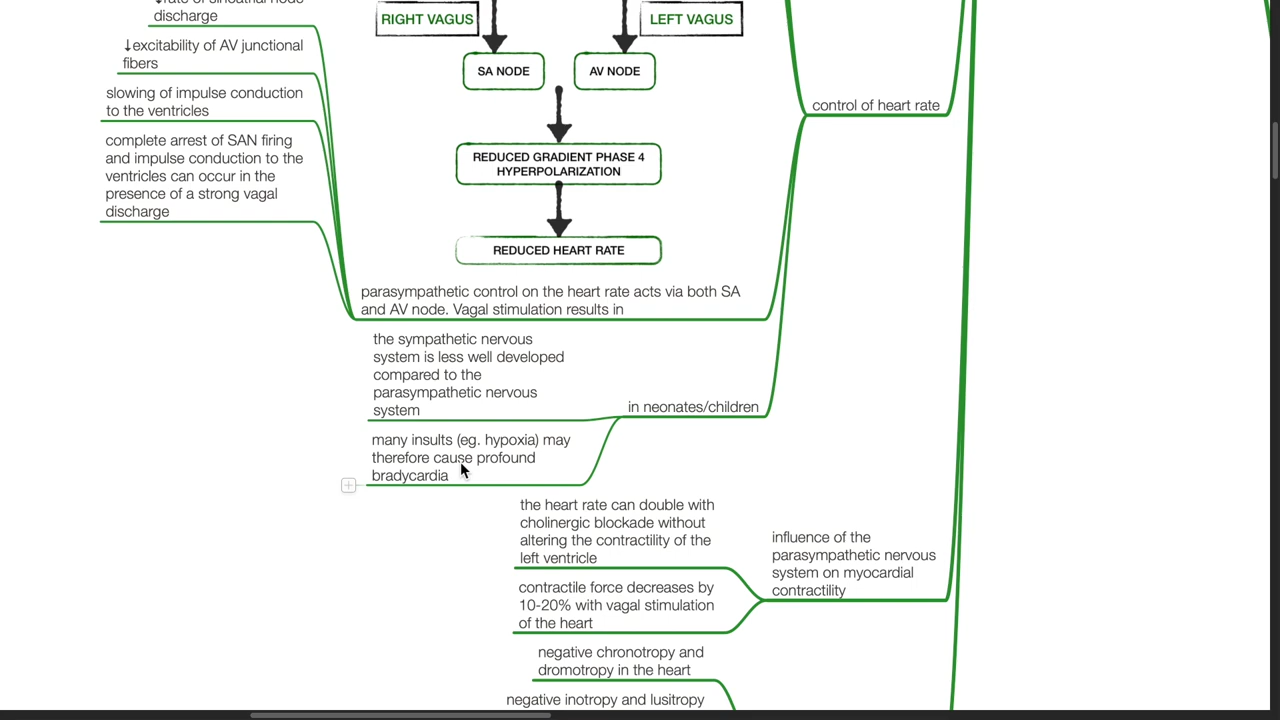 ↓rate of sinoatrial node
discharge
↓excitability of AV junctional
fibers
slowing of impulse conduction
to the ventricles
complete arrest of SAN firing
and impulse conduction to the
ventricles can occur in the
presence of a strong vagal
discharge
RIGHT VAGUS
LEFT VAGUS
SA NODE
AV NODE
REDUCED GRADIENT PHASE 4
HYPERPOLARIZATION
REDUCED HEART RATE
parasympathetic control on the heart rate acts via both SA
and AV node. Vagal stimulation results in
control of heart rate
the sympathetic nervous
system is less well developed
compared to the
parasympathetic nervous
system
many insults (eg. hypoxia) may
therefore cause profound
bradycardia
in neonates/children
the heart rate can double with
cholinergic blockade without
altering the contractility of the
left ventricle
contractile force decreases by
10-20% with vagal stimulation
of the heart
influence of the
parasympathetic nervous
system on myocardial
contractility
negative chronotropy and
dromotropy in the heart
negative inotropy and lusitropy